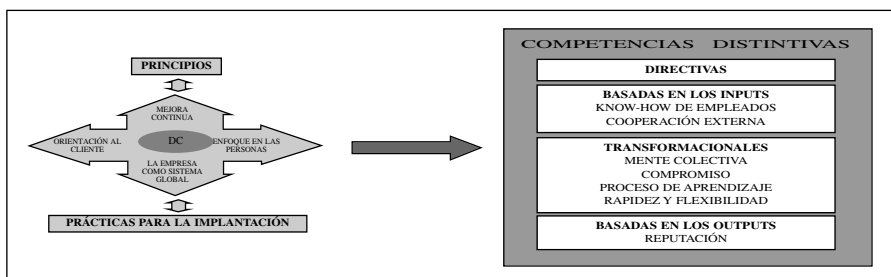 PRINCIPIOS
MEJORA
CONTINUA
ORIENTACIÓN AL
CLIENTE
DC
ENFOQUE EN LAS
PERSONAS
LA EMPRESA
COMO SISTEMA
GLOBAL
PRÁCTICAS PARA LA IMPLANTACIÓN
COMPETENCIAS DISTINTIVAS
DIRECTIVAS
BASADAS EN LOS INPUTS
KNOW-HOW DE EMPLEADOS
COOPERACIÓN EXTERNA
TRANSFORMACIONALES
MENTE COLECTIVA
COMPROMISO
PROCESO DE APRENDIZAJE
RAPIDEZ Y FLEXIBILIDAD
BASADAS EN LOS OUTPUTS
REPUTACIÓN